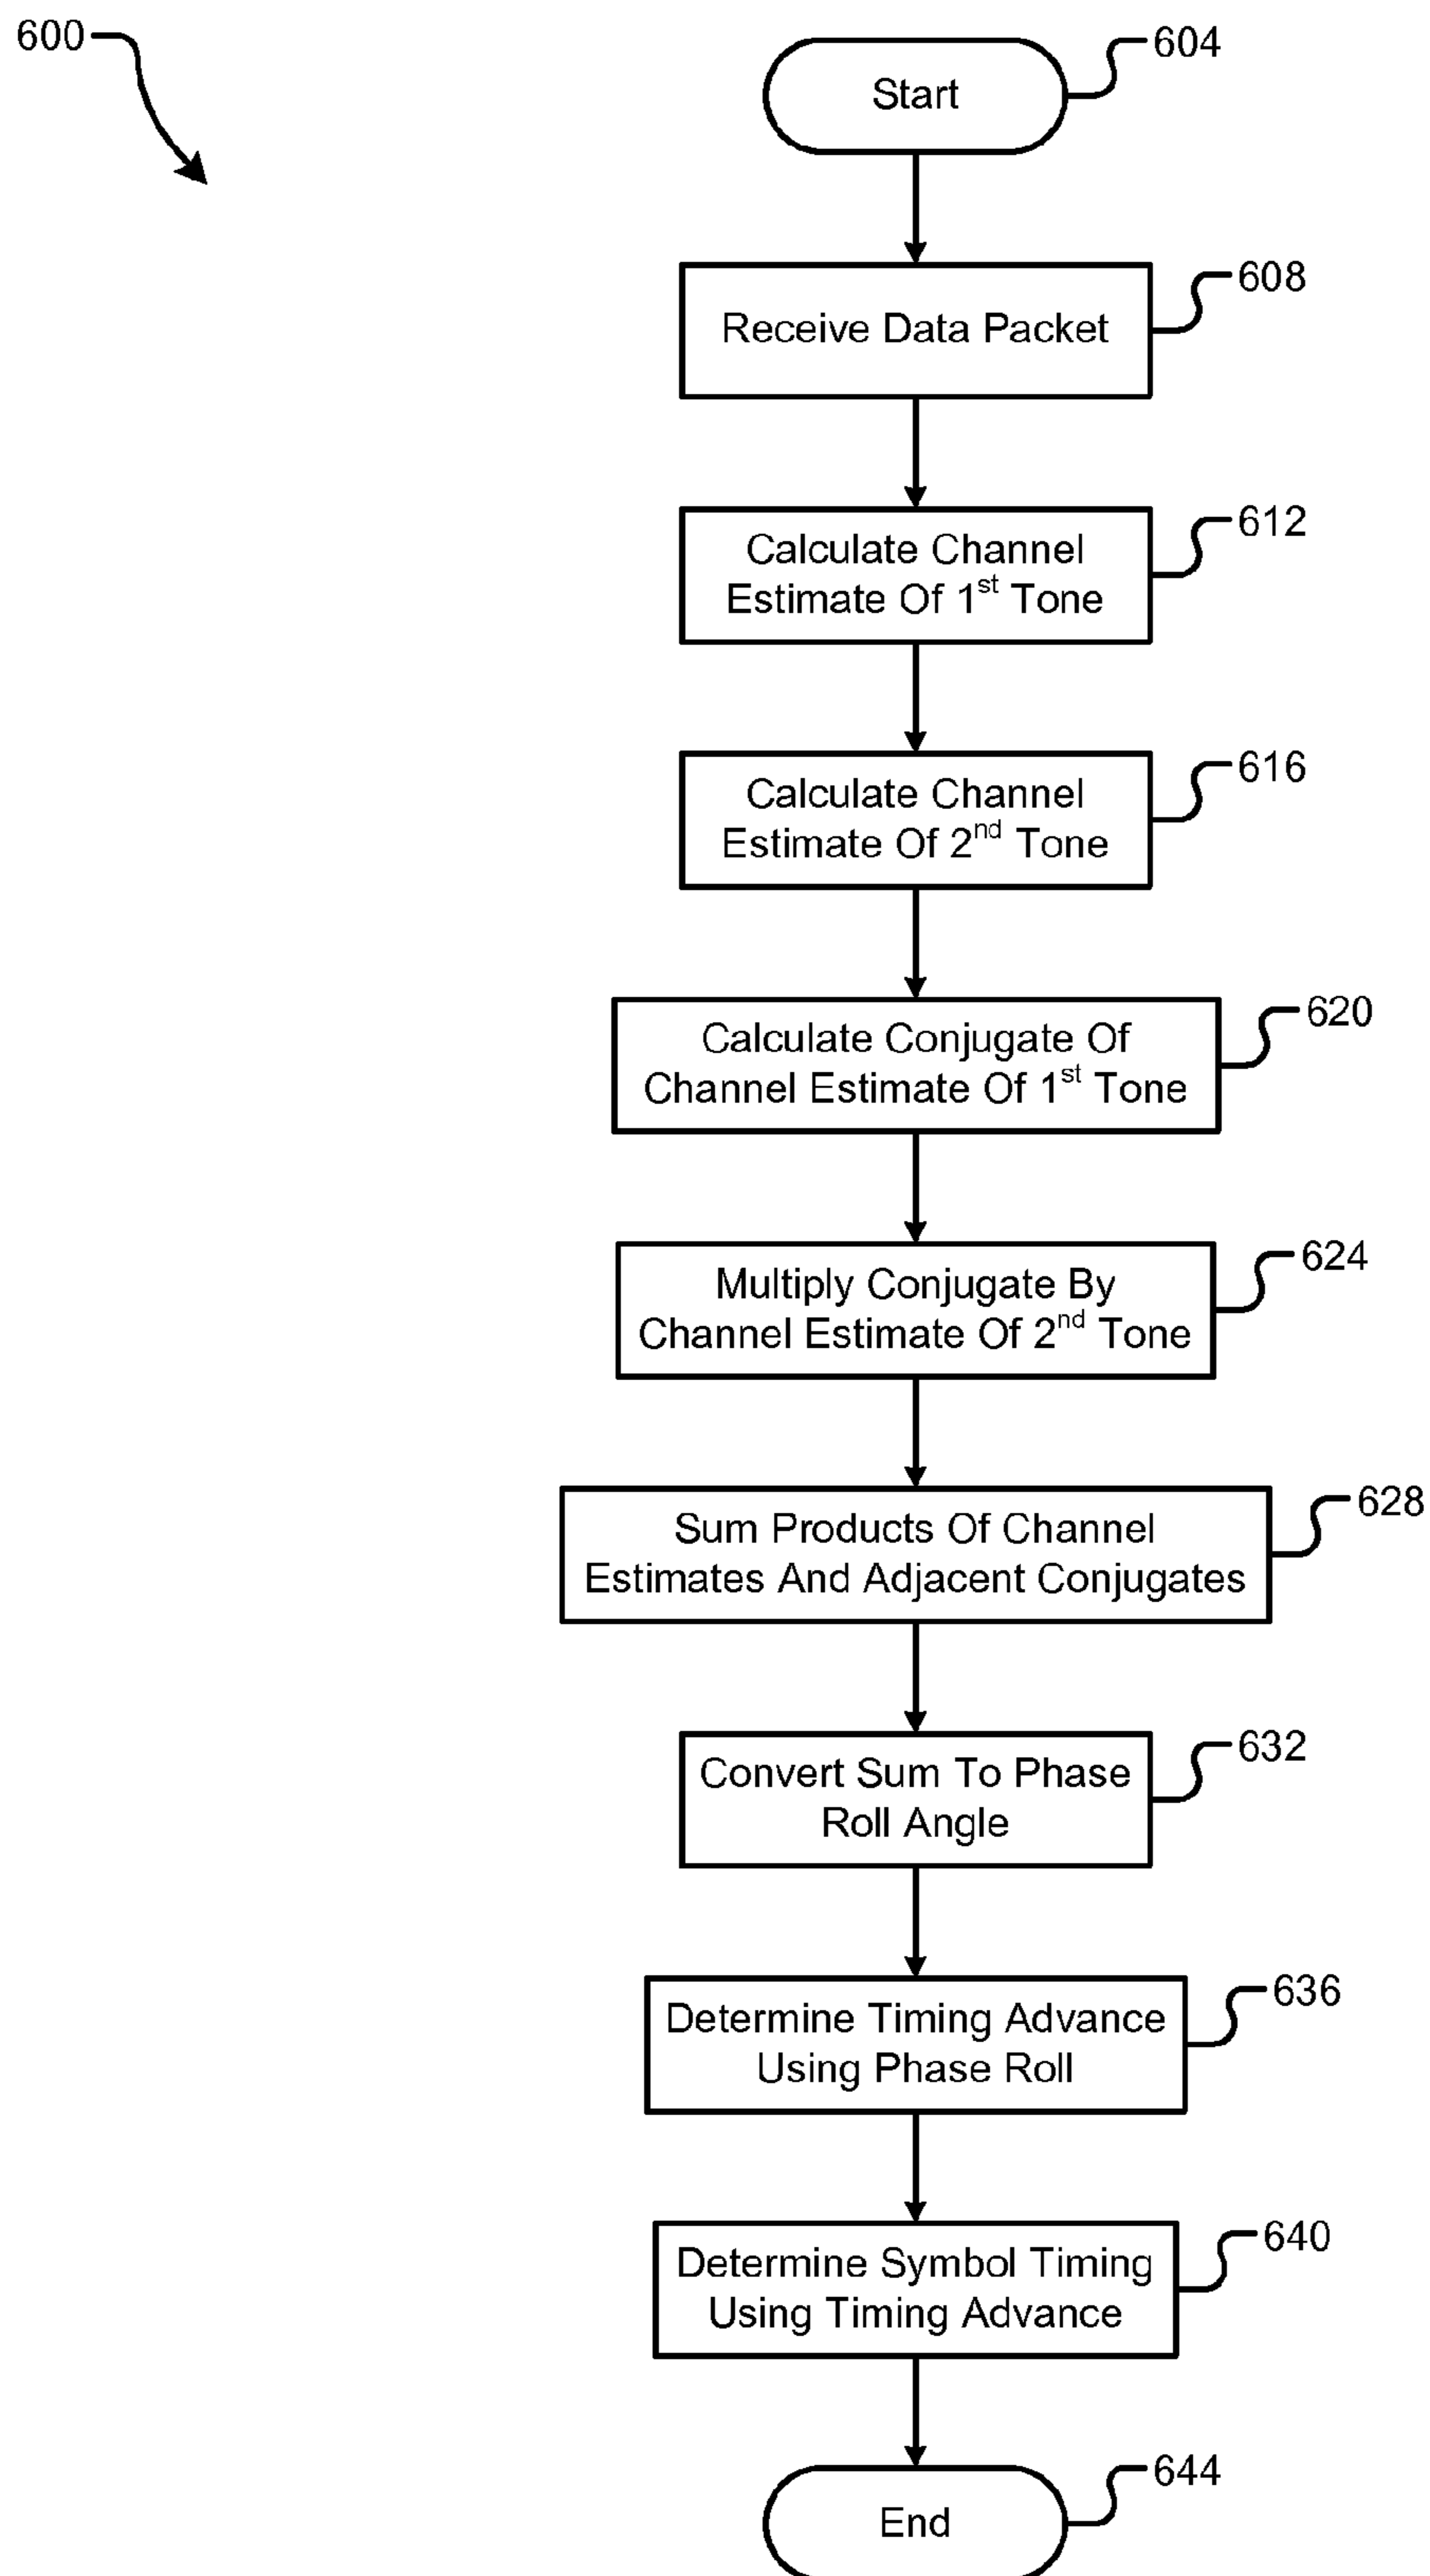 600
604
Start
608
Receive Data Packet
612
Calculate Channel
Estimate Of 1st Tone
616
Calculate Channel
Estimate Of 2nd Tone
620
Calculate Conjugate Of
Channel Estimate Of 1st Tone
624
Multiply Conjugate By
Channel Estimate Of 2nd Tone
628
Sum Products Of Channel
Estimates And Adjacent Conjugates
632
Convert Sum To Phase
Roll Angle
636
Determine Timing Advance
Using Phase Roll
640
Determine Symbol Timing
Using Timing Advance
644
End